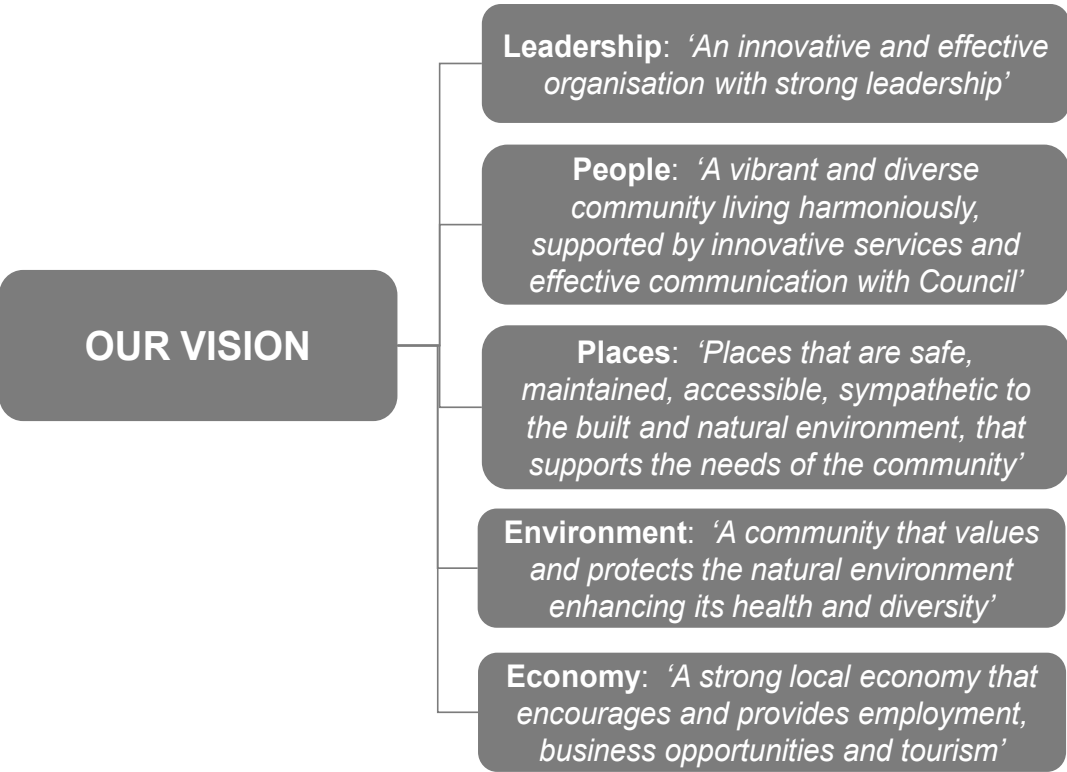 OUR VISION
Leadership: ‘An innovative and effective
organisation with strong leadership’
People: ‘A vibrant and diverse
community living harmoniously,
supported by innovative services and
effective communication with Council’
Places: ‘Places that are safe,
maintained, accessible, sympathetic to
the built and natural environment, that
supports the needs of the community’
Environment: ‘A community that values
and protects the natural environment
enhancing its health and diversity’
Economy: ‘A strong local economy that
encourages and provides employment,
business opportunities and tourism’